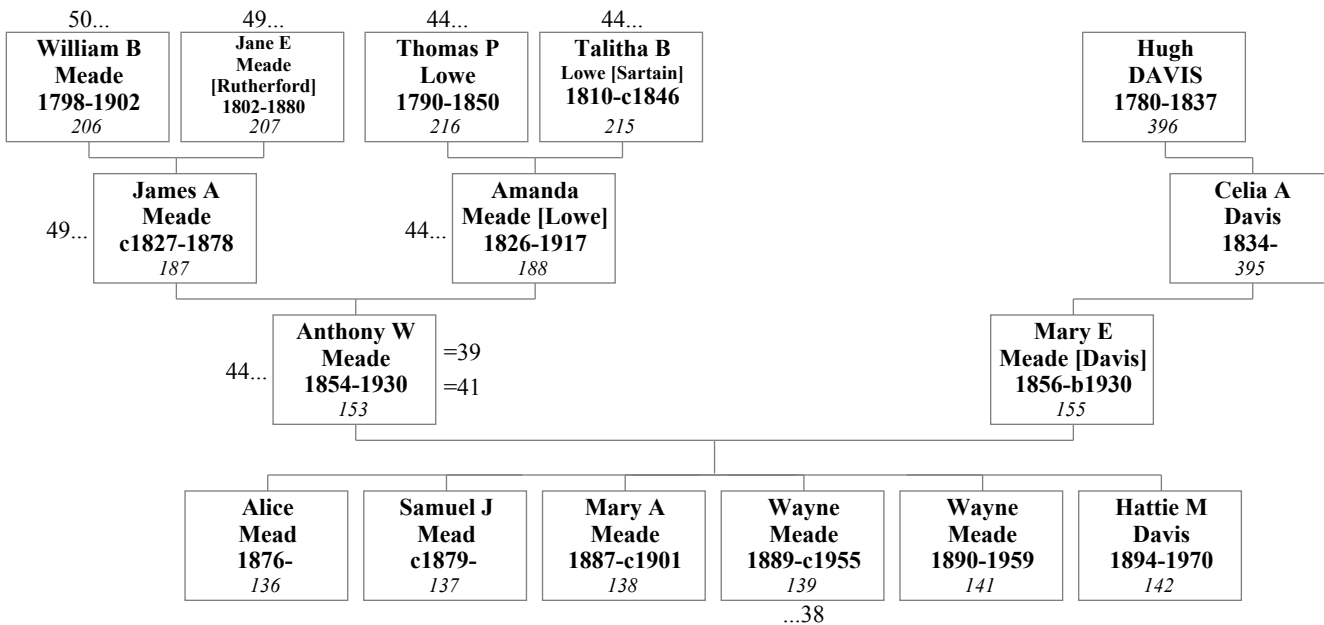 50...
49...
44...
44...
William B
Meade
1798-1902
206
Jane E
Meade
[Rutherford]
1802-1880
207
Thomas P
Lowe
1790-1850
216
Talitha B
Lowe [Sartain]
1810-c1846
215
Hugh
DAVIS
1780-1837
396
49...
James A
Meade
c1827-1878
187
44...
Amanda
Meade [Lowe]
1826-1917
188
Celia A
Davis
1834-
395
44...
Anthony W
Meade
1854-1930
153
=39
=41
Mary E
Meade [Davis]
1856-b1930
155
Alice
Mead
1876-
136
Samuel J
Mead
c1879-
137
Mary A
Meade
1887-c1901
138
Wayne
Meade
1889-c1955
139
...38
Wayne
Meade
1890-1959
141
Hattie M
Davis
1894-1970
142